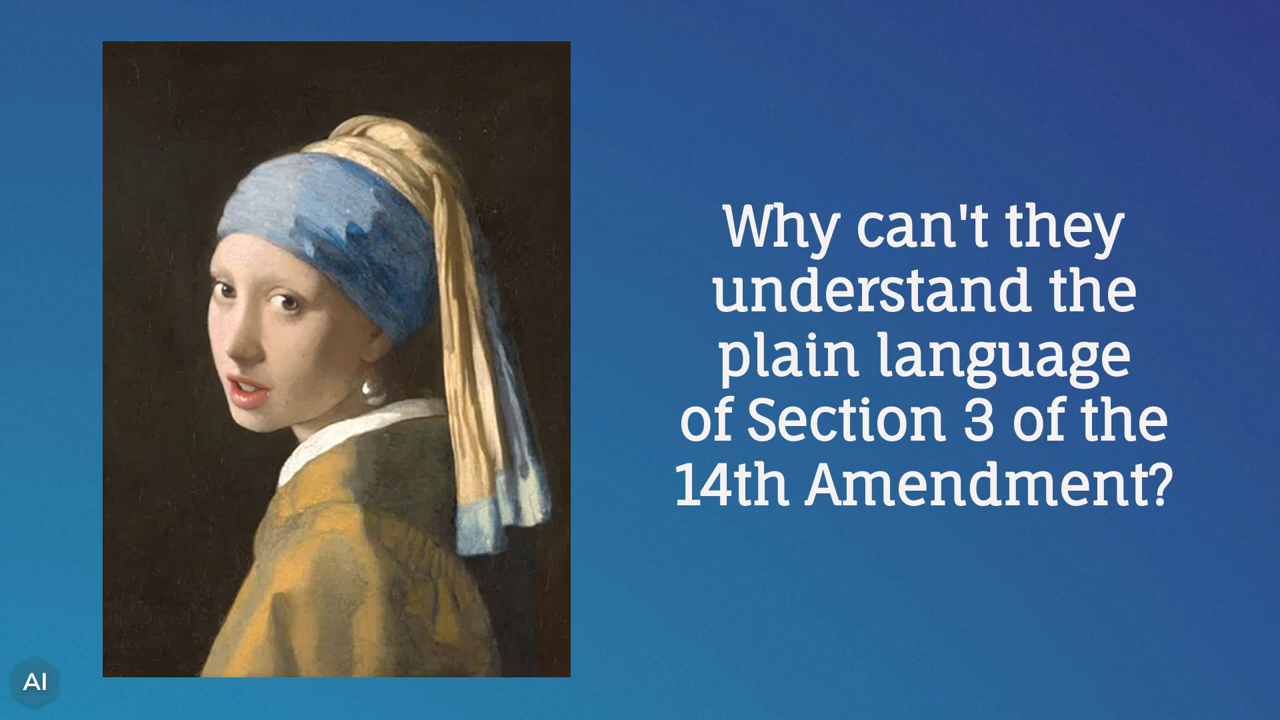 Why can't they
understand the
plain language
of Section 3 of the
14th Amendment?
AI